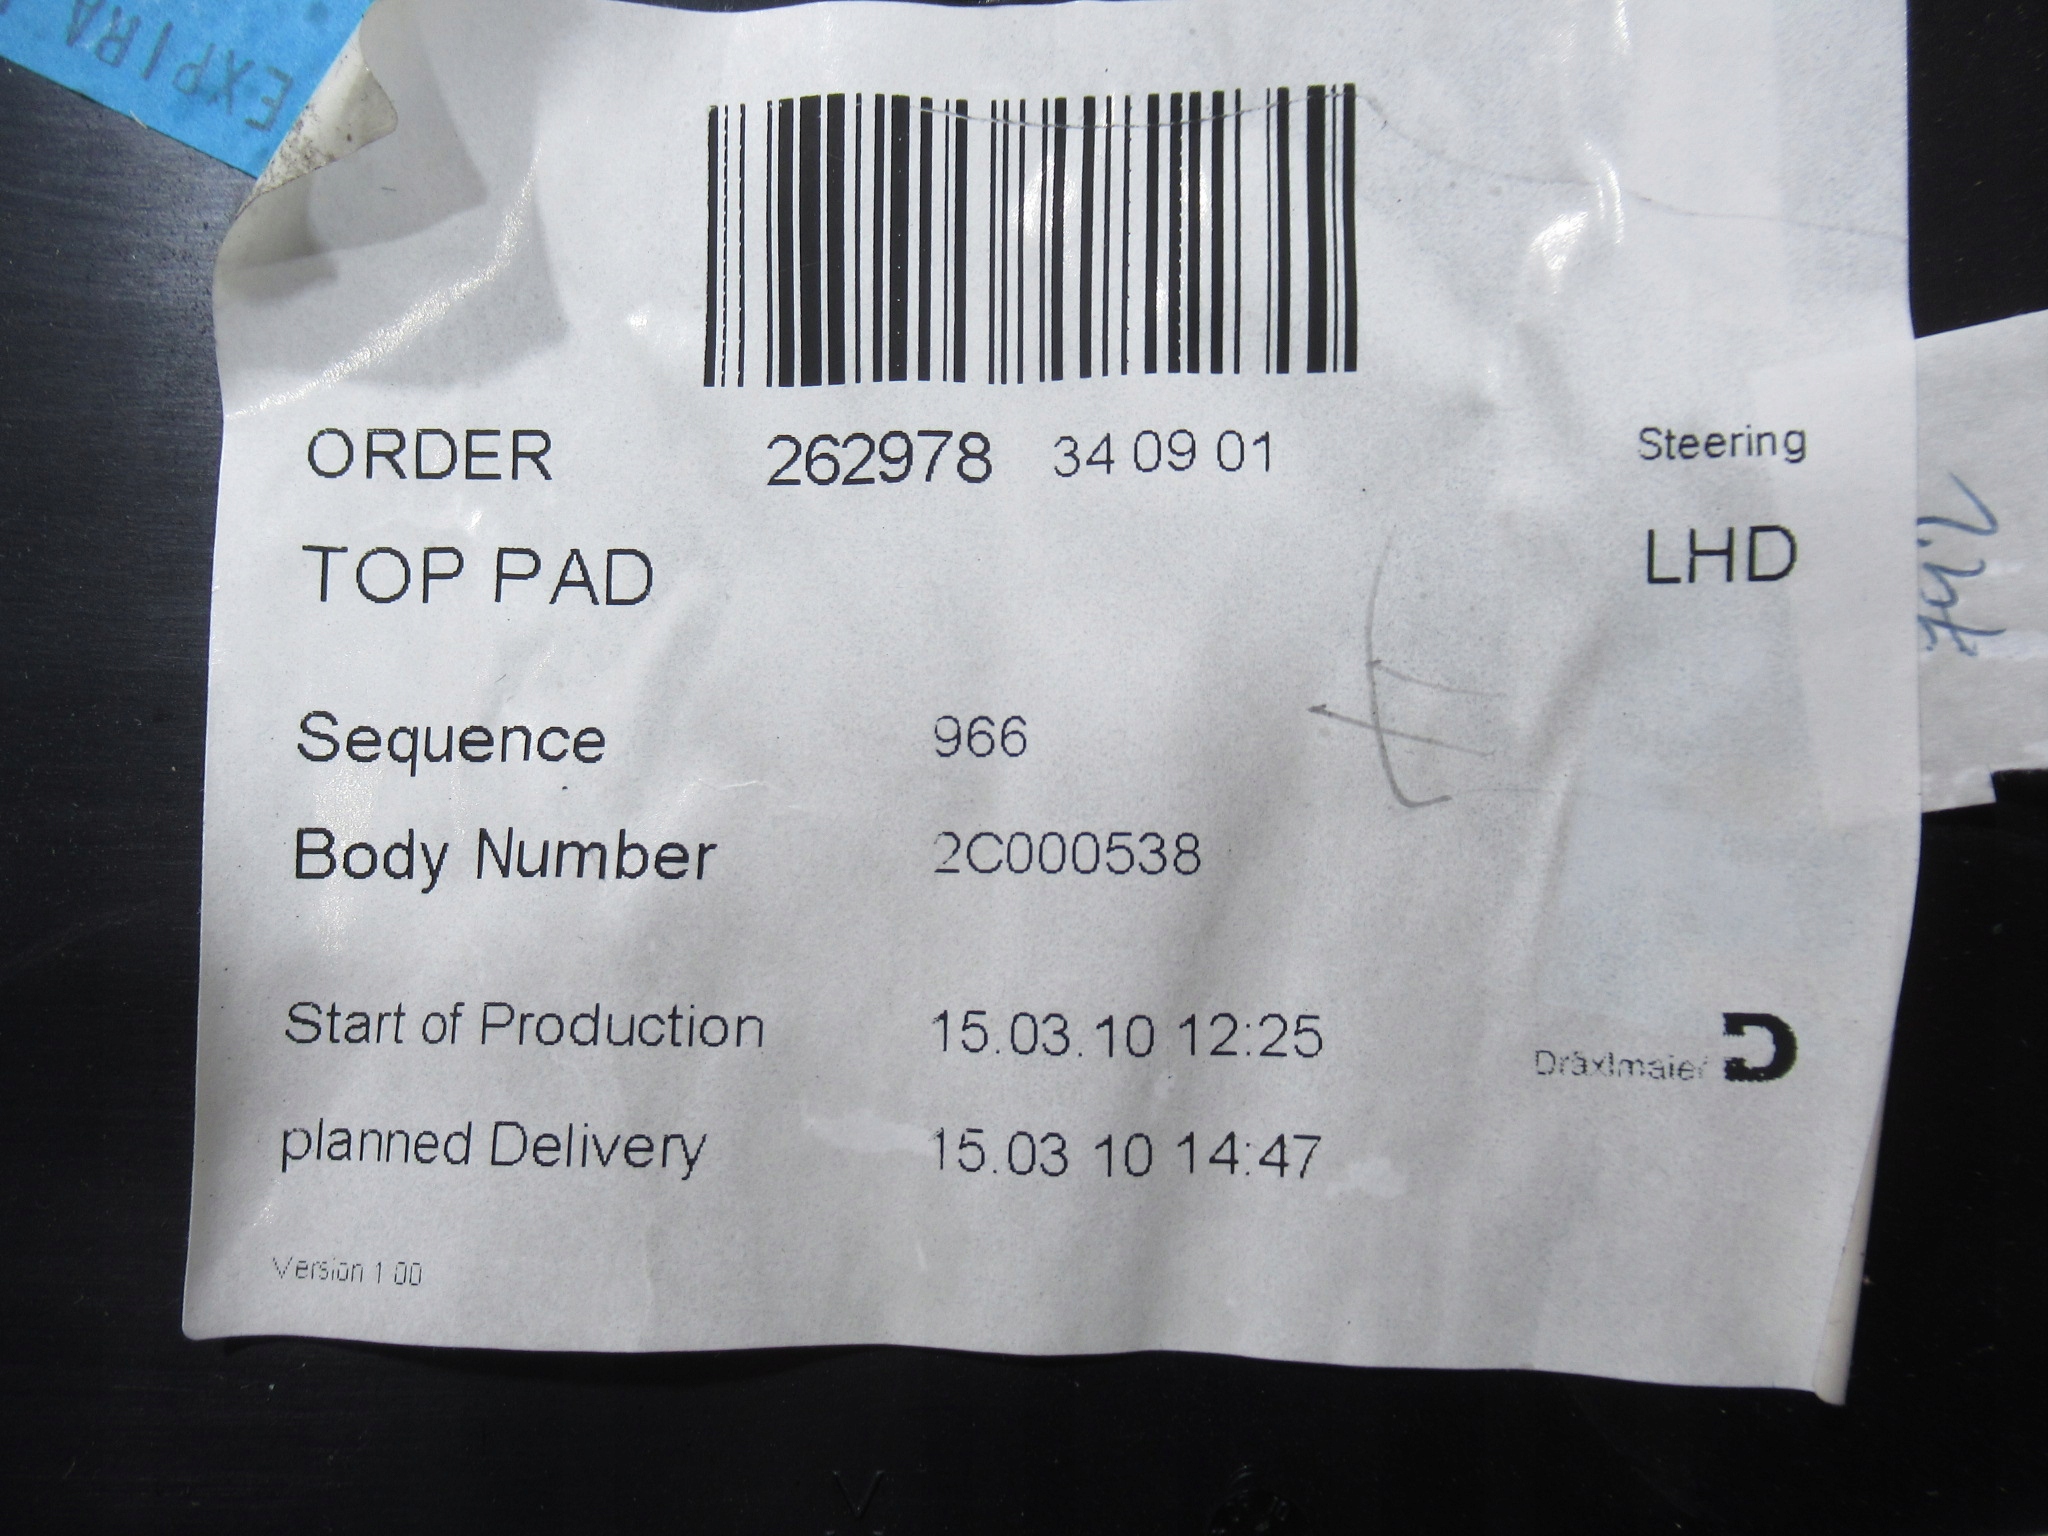 EXPIRA
ORDER 262978 34 09 01 Steering
TOP PAD LHD
Sequence 966
Body Number 2C000538
Start of Production 15.03.10 12:25
Dräxlmaier
planned Delivery 15.03 10 14:47
Version 1 00